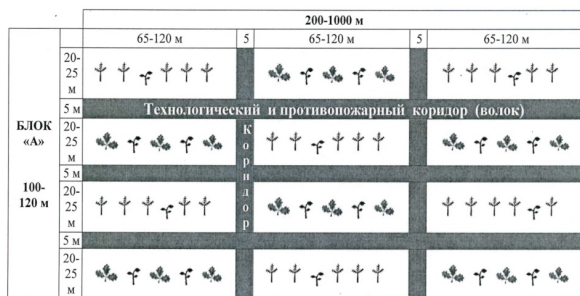 200-1000 м
65-120 м 5 65-120 м 65-120 м
БЛОК
«А»
100-
120 м
20-
25
м
5 м Технологический и противопожарный коридор (волок)
20-
25
м
Коридор
5 м
20-
25
м
5 м
20-
25
м